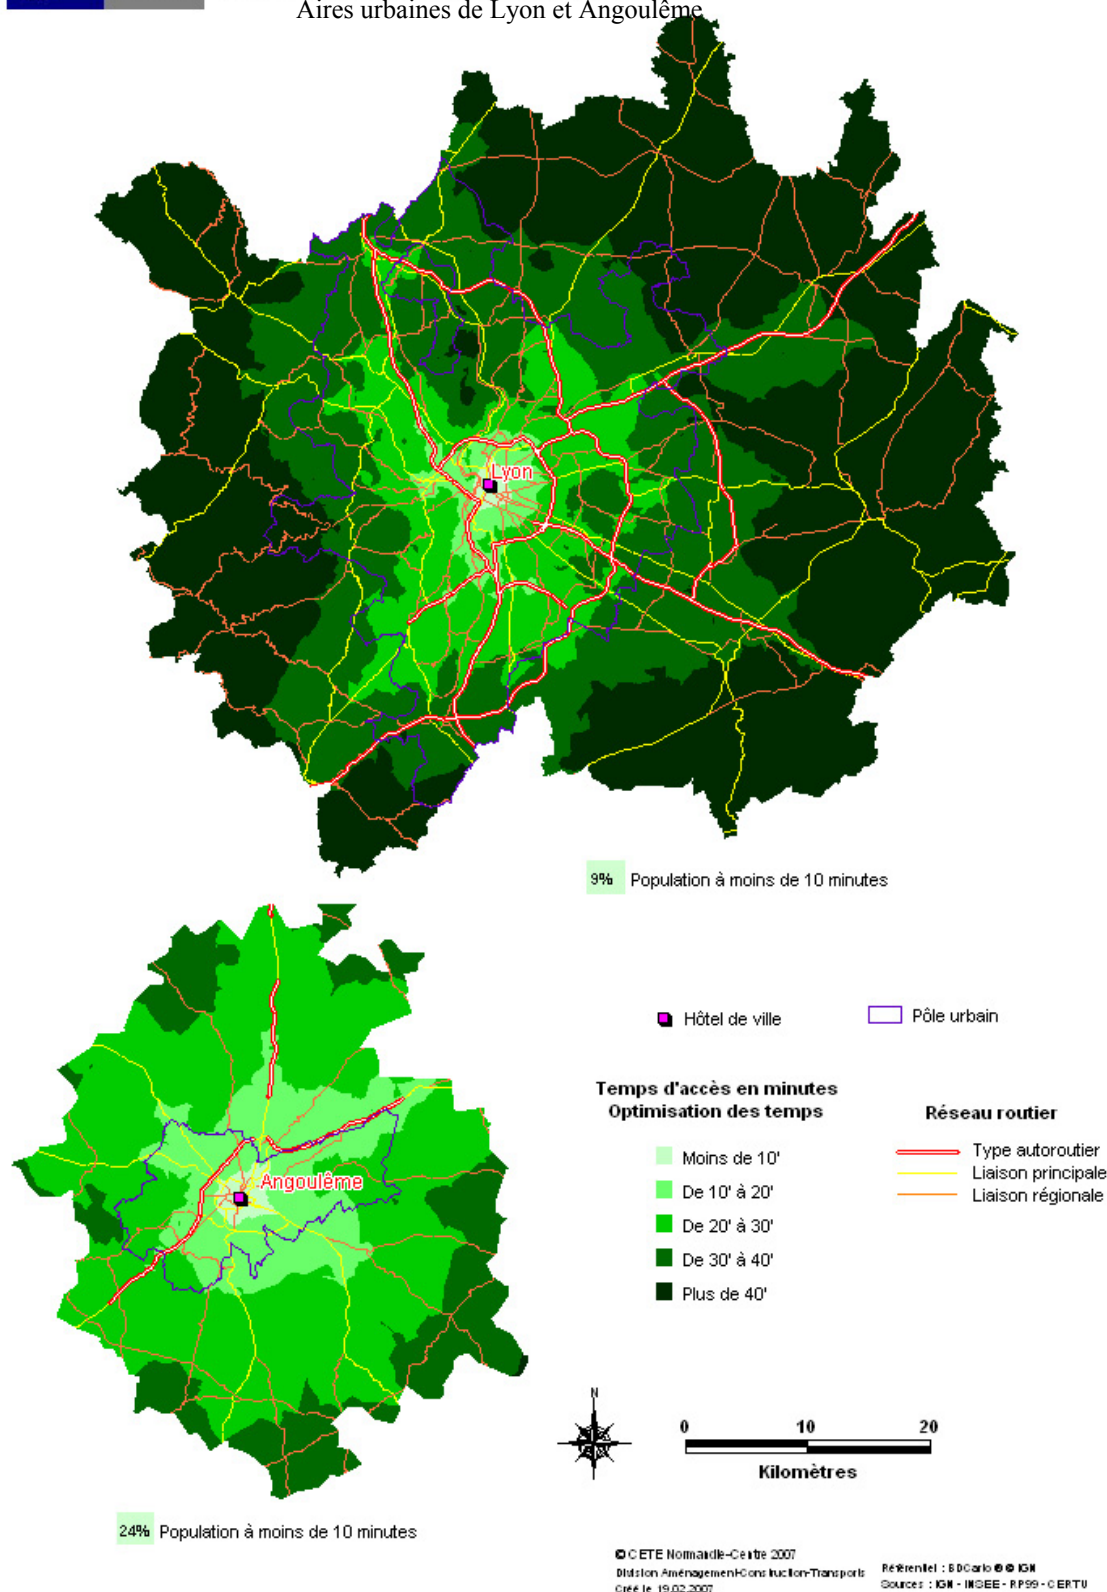 Aires urbaines de Lyon et Angoulême
Lyon
9% Population à moins de 10 minutes
Hôtel de ville
Pôle urbain
Temps d'accès en minutes
Optimisation des temps
Moins de 10'
De 10' à 20'
De 20' à 30'
De 30' à 40'
Plus de 40'
Réseau routier
Type autoroutier
Liaison principale
Liaison régionale
Angoulême
N
0 10 20
Kilomètres
24% Population à moins de 10 minutes
© CETE Normandie-Centre 2007
Division Aménagement-Construction-Transports
Créé le 19.02.2007
Référentiel : BDCarto ® © IGN
Sources : IGN - INSEE - RP99 - CERTU